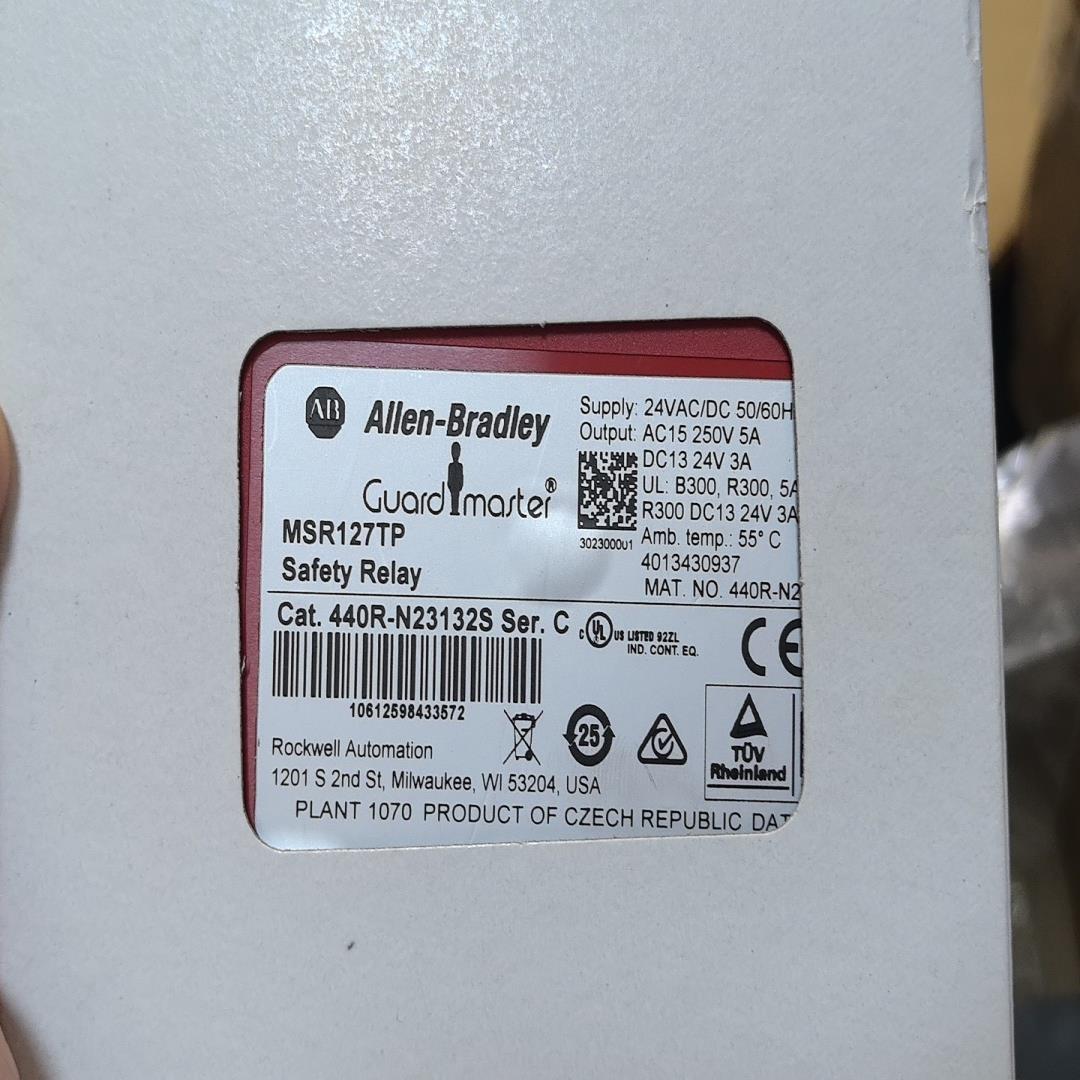 AB Allen-Bradley
Guardmaster®
MSR127TP
Safety Relay
Supply: 24VAC/DC 50/60H
Output: AC15 250V 5A
DC13 24V 3A
UL: B300, R300, 5A
R300 DC13 24V 3A
302300001 Amb. temp.: 55° C
4013430937
MAT. NO. 440R-N2
Cat. 440R-N23132S Ser. C
C UL US LISTED 92ZL
IND. CONT. EQ.
CE
10612598433572
25
TÜV
Rheinland
Rockwell Automation
1201 S 2nd St, Milwaukee, WI 53204, USA
PLANT 1070 PRODUCT OF CZECH REPUBLIC DAT